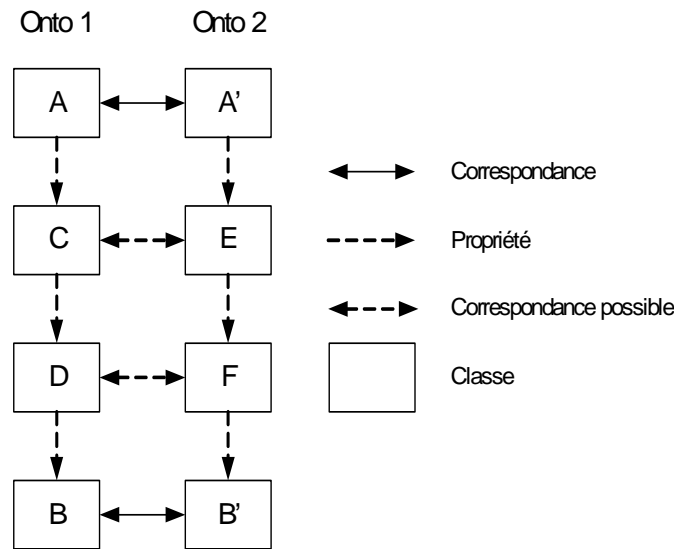 Onto 1 Onto 2
A A’
C E
D F
B B’
Correspondance
Propriété
Correspondance possible
Classe